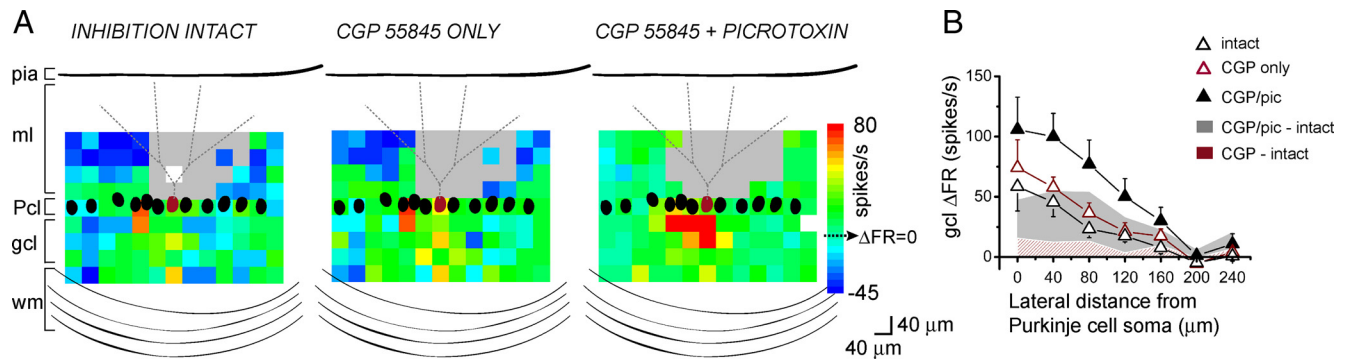 A
INHIBITION INTACT
CGP 55845 ONLY
CGP 55845 + PICROTOXIN
pia
ml
Pcl
gcl
wm
80
spikes/s
ΔFR=0
-45
40 μm
40 μm
B
intact
CGP only
CGP/pic
CGP/pic - intact
CGP - intact
gcl ΔFR (spikes/s)
150
100
50
0
0 40 80 120 160 200 240
Lateral distance from
Purkinje cell soma (μm)